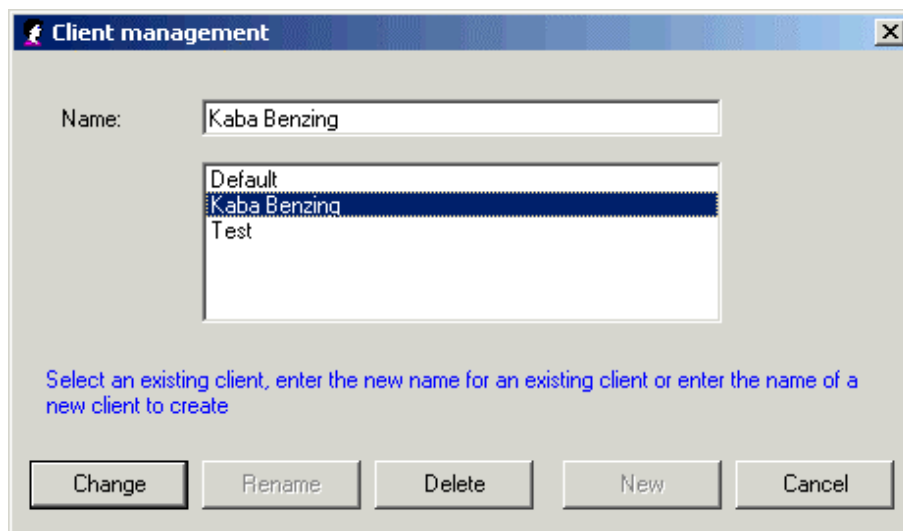 Client management
Name:
Kaba Benzing
Default
Kaba Benzing
Test
Select an existing client, enter the new name for an existing client or enter the name of a
new client to create
Change Rename Delete New Cancel